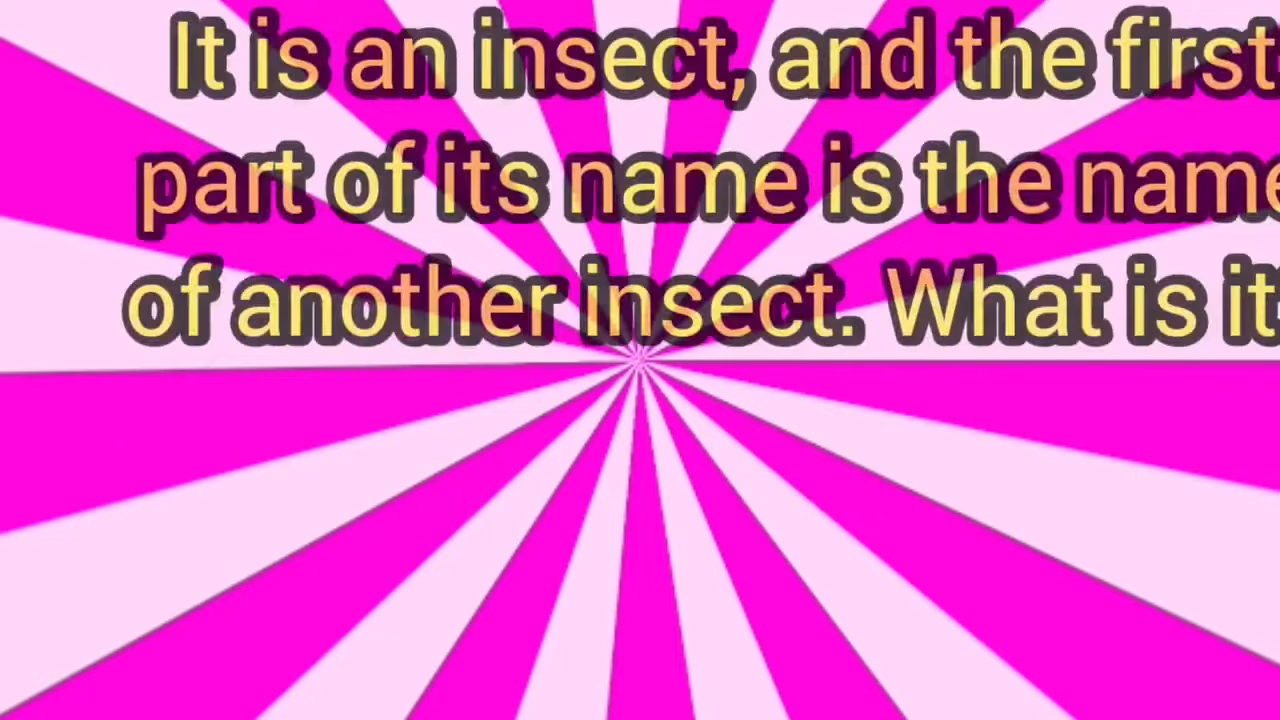 It is an insect, and the first
part of its name is the name
of another insect. What is it